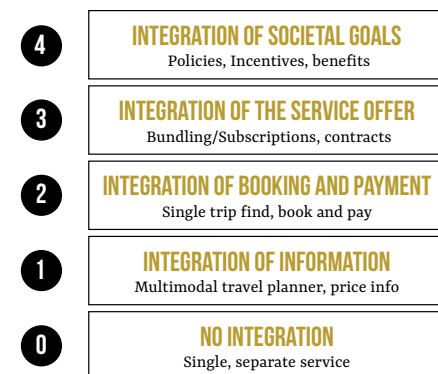 4
INTEGRATION OF SOCIETAL GOALS
Policies, Incentives, benefits
3
INTEGRATION OF THE SERVICE OFFER
Bundling/Subscriptions, contracts
2
INTEGRATION OF BOOKING AND PAYMENT
Single trip find, book and pay
1
INTEGRATION OF INFORMATION
Multimodal travel planner, price info
0
NO INTEGRATION
Single, separate service